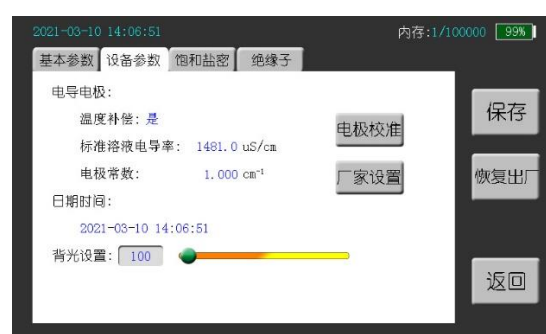 2021-03-10 14:06:51 内存:1/100000 99%
基本参数 设备参数 饱和盐密 绝缘子
电导电极:
温度补偿: 是
标准溶液电导率: 1481.0 uS/cm
电极校准
电极常数: 1.000 cm⁻¹
厂家设置
日期时间:
2021-03-10 14:06:51
背光设置: 100
保存
恢复出厂
返回